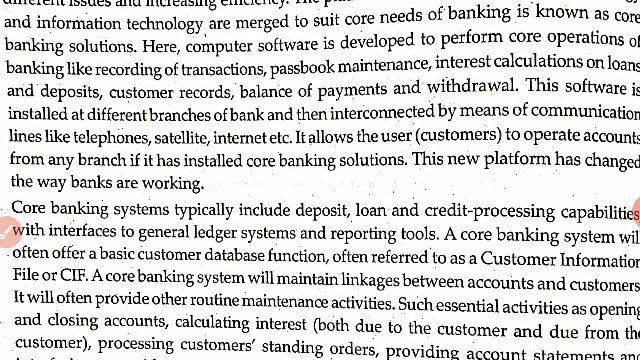 different issues and increasing efficiency. The
and information technology are merged to suit core needs of banking is known as core
banking solutions. Here, computer software is developed to perform core operations of
banking like recording of transactions, passbook maintenance, interest calculations on loans
and deposits, customer records, balance of payments and withdrawal. This software is
installed at different branches of bank and then interconnected by means of communication
lines like telephones, satellite, internet etc. It allows the user (customers) to operate accounts
from any branch if it has installed core banking solutions. This new platform has changed
the way banks are working.
Core banking systems typically include deposit, loan and credit-processing capabilities,
with interfaces to general ledger systems and reporting tools. A core banking system will
often offer a basic customer database function, often referred to as a Customer Information
File or CIF. A core banking system will maintain linkages between accounts and customers.
It will often provide other routine maintenance activities. Such essential activities as opening
and closing accounts, calculating interest (both due to the customer and due from the
customer), processing customers' standing orders, providing account statements and